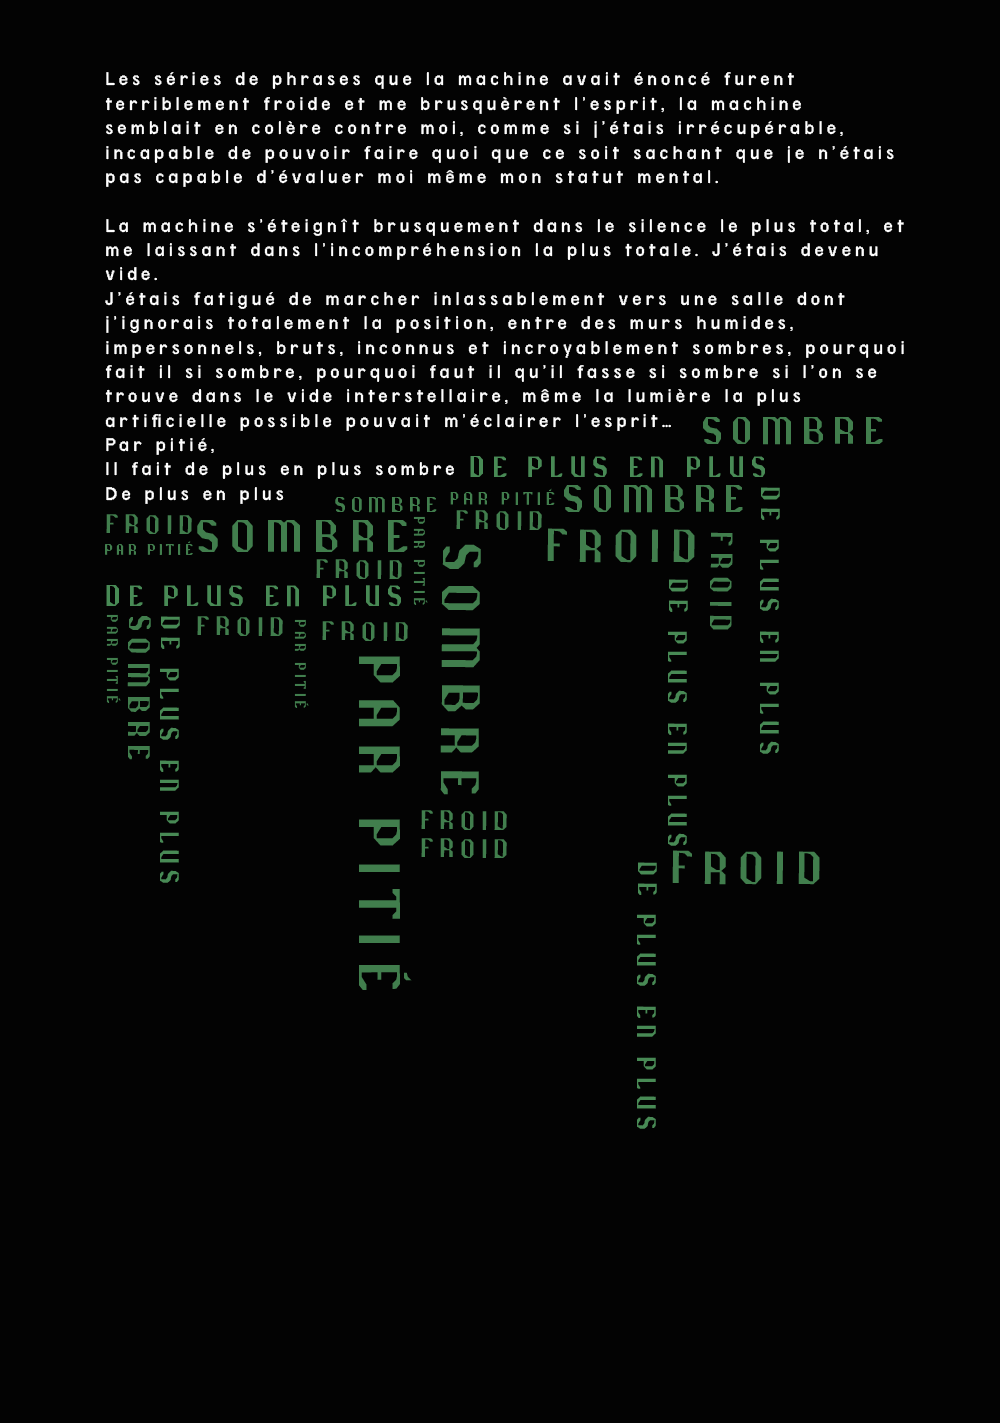 Les séries de phrases que la machine avait énoncé furent
terriblement froide et me brusquèrent l'esprit, la machine
semblait en colère contre moi, comme si j'étais irrécupérable,
incapable de pouvoir faire quoi que ce soit sachant que je n'étais
pas capable d'évaluer moi même mon statut mental.
La machine s'éteignît brusquement dans le silence le plus total, et
me laissant dans l'incompréhension la plus totale. J'étais devenu
vide.
J'étais fatigué de marcher inlassablement vers une salle dont
j'ignorais totalement la position, entre des murs humides,
impersonnels, bruts, inconnus et incroyablement sombres, pourquoi
fait il si sombre, pourquoi faut il qu'il fasse si sombre si l'on se
trouve dans le vide interstellaire, même la lumière la plus
artificielle possible pouvait m'éclairer l'esprit…
SOMBRE
Par pitié,
Il fait de plus en plus sombre
DE PLUS EN PLUS
De plus en plus
SOMBRE
PAR PITIÉ
SOMBRE
DE PLUS EN PLUS
FROID
SOMBRE
PAR PITIÉ
FROID
PAR PITIÉ
FROID
FROID
SOMBRE
FROID
DE PLUS EN PLUS
DE PLUS EN PLUS
PAR PITIÉ
SOMBRE
DE PLUS EN PLUS
FROID
PAR PITIÉ
FROID
PAR PITIÉ
FROID
FROID
FROID
DE PLUS EN PLUS